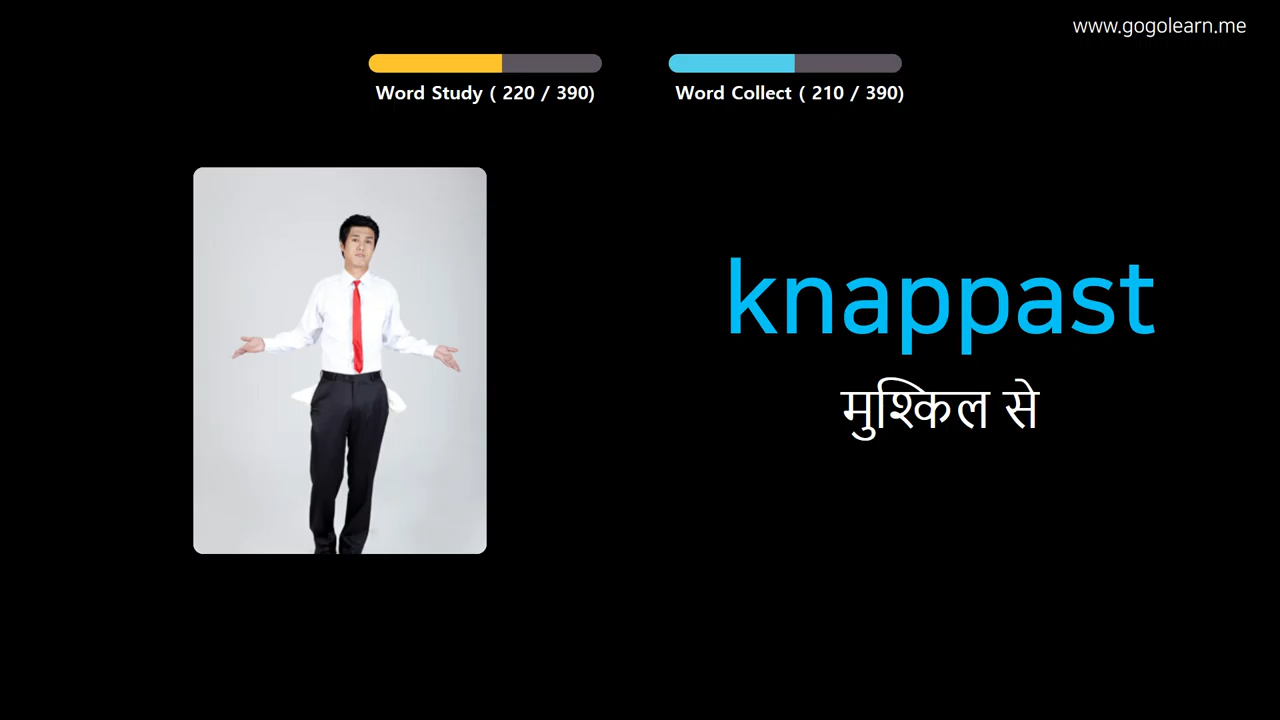 www.gogolearn.me
Word Study ( 220 / 390)
Word Collect ( 210 / 390)
knappast
मुश्किल से